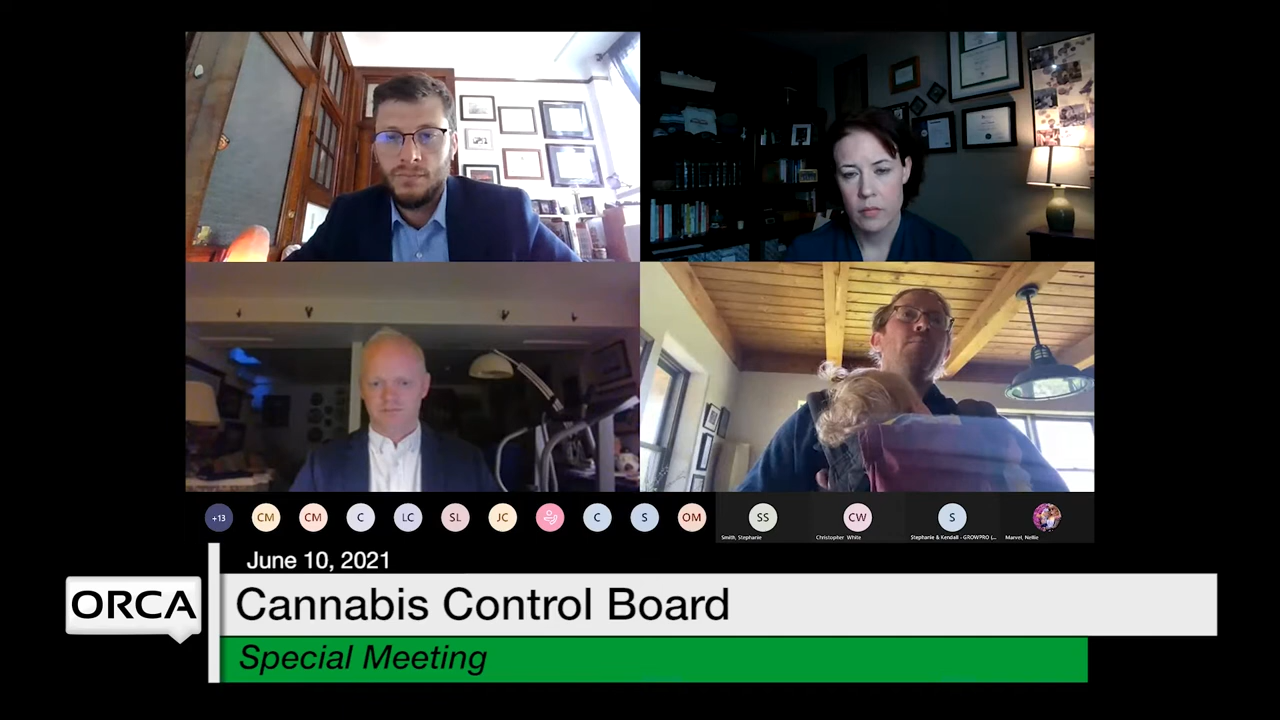 +13
CM
CM
C
LC
SL
JC
C
S
OM
SS
CW
S
Smith, Stephanie
Christopher White
Stephanie & Kendall - GROWPRO (...
Marvel, Nellie
June 10, 2021
ORCA
Cannabis Control Board
Special Meeting